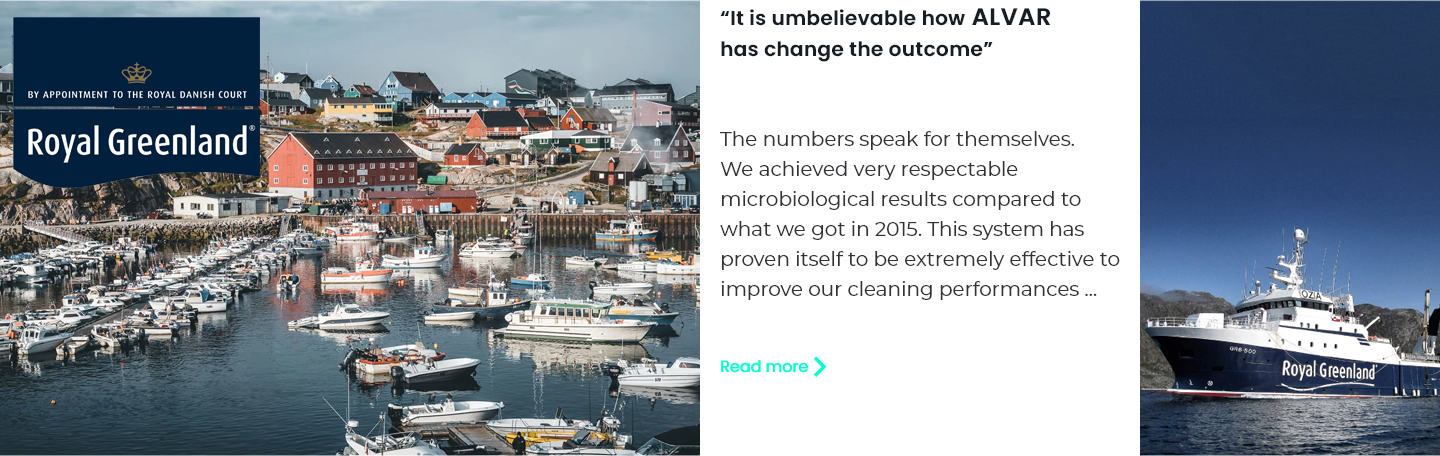 BY APPOINTMENT TO THE ROYAL DANISH COURT
Royal Greenland®
“It is umbelievable how ALVAR
has change the outcome”
The numbers speak for themselves.
We achieved very respectable
microbiological results compared to
what we got in 2015. This system has
proven itself to be extremely effective to
improve our cleaning performances ...
Read more
OZIA
GR6-500
Royal Greenland